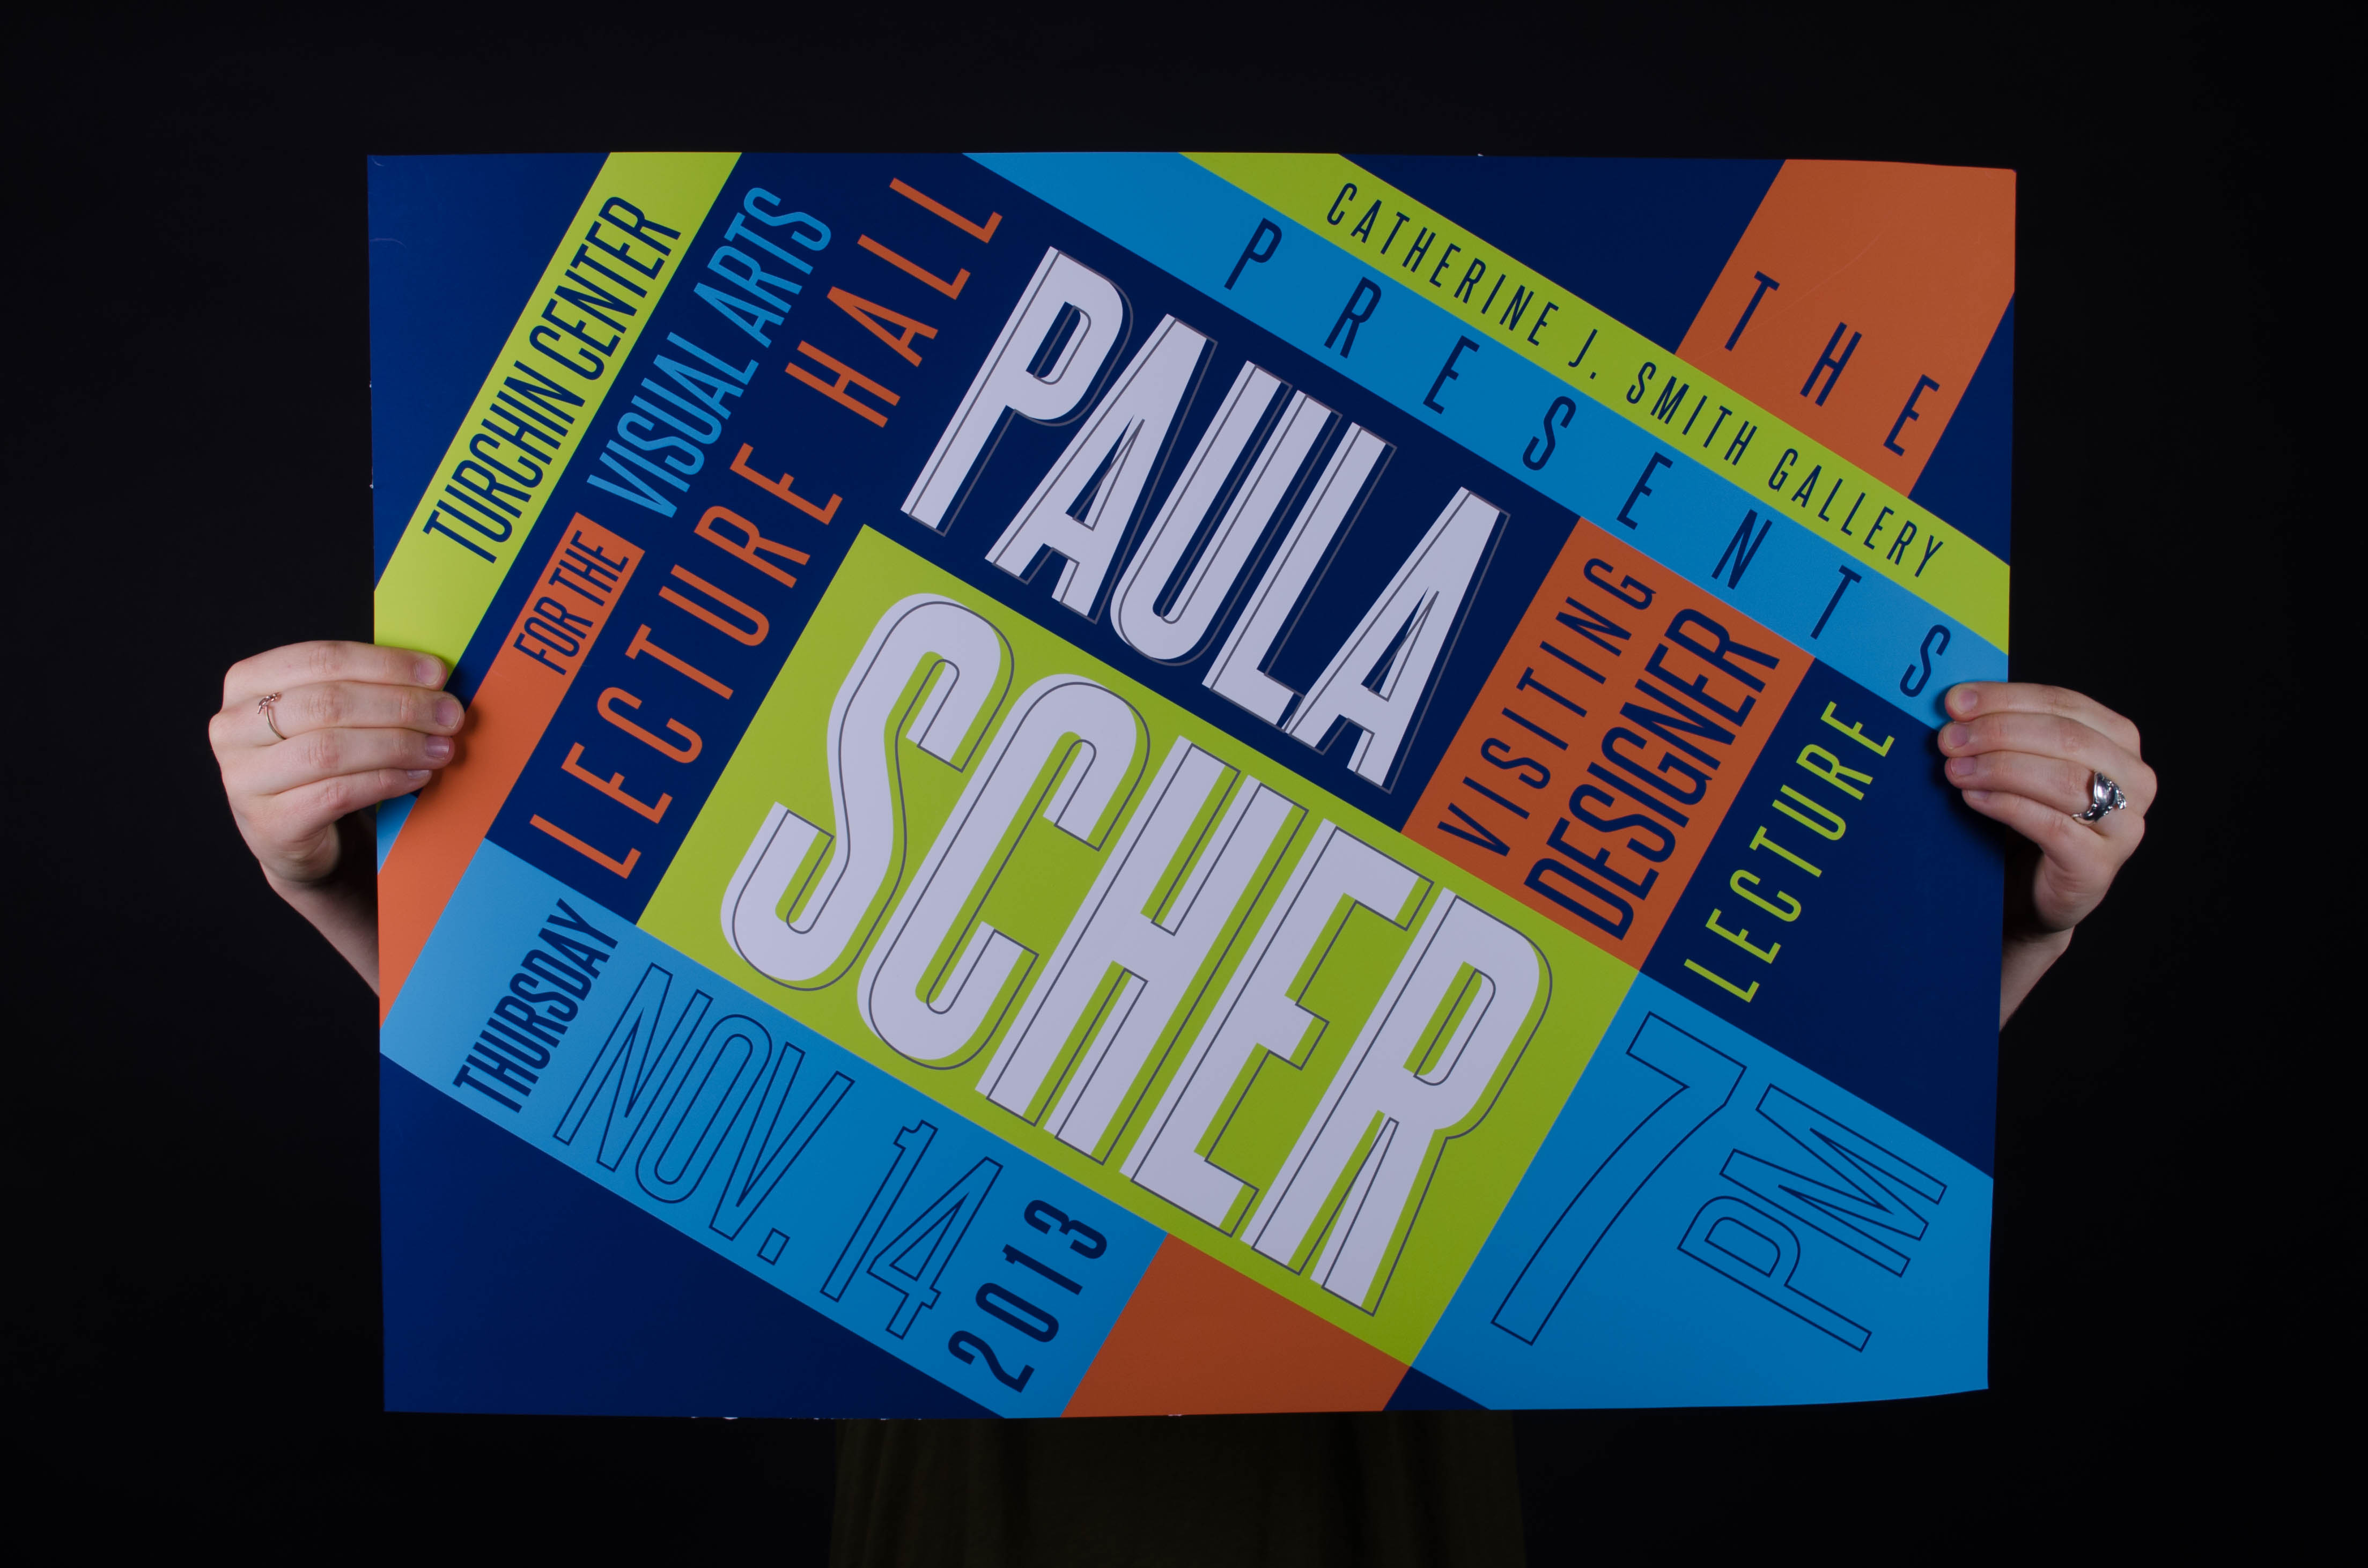 THE
CATHERINE J. SMITH GALLERY
PRESENTS
PAULA
SCHER
VISITING
DESIGNER
LECTURE
THURSDAY
NOV. 14
2013
7
PM
TURCHIN CENTER
FOR THE VISUAL ARTS
LECTURE HALL